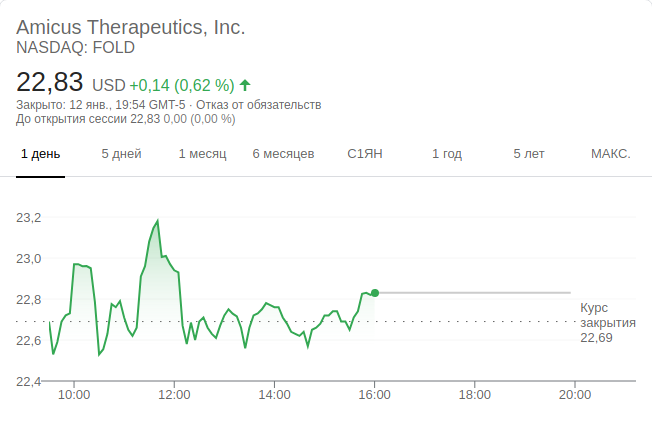 Amicus Therapeutics, Inc.
NASDAQ: FOLD
22,83 USD +0,14 (0,62 %)
Закрыто: 12 янв., 19:54 GMT-5 · Отказ от обязательств
До открытия сессии 22,83 0,00 (0,00 %)
1 день 5 дней 1 месяц 6 месяцев С1ЯН 1 год 5 лет МАКС.
23,2
23,0
22,8
22,6
22,4
Курс
закрытия
22,69
10:00 12:00 14:00 16:00 18:00 20:00